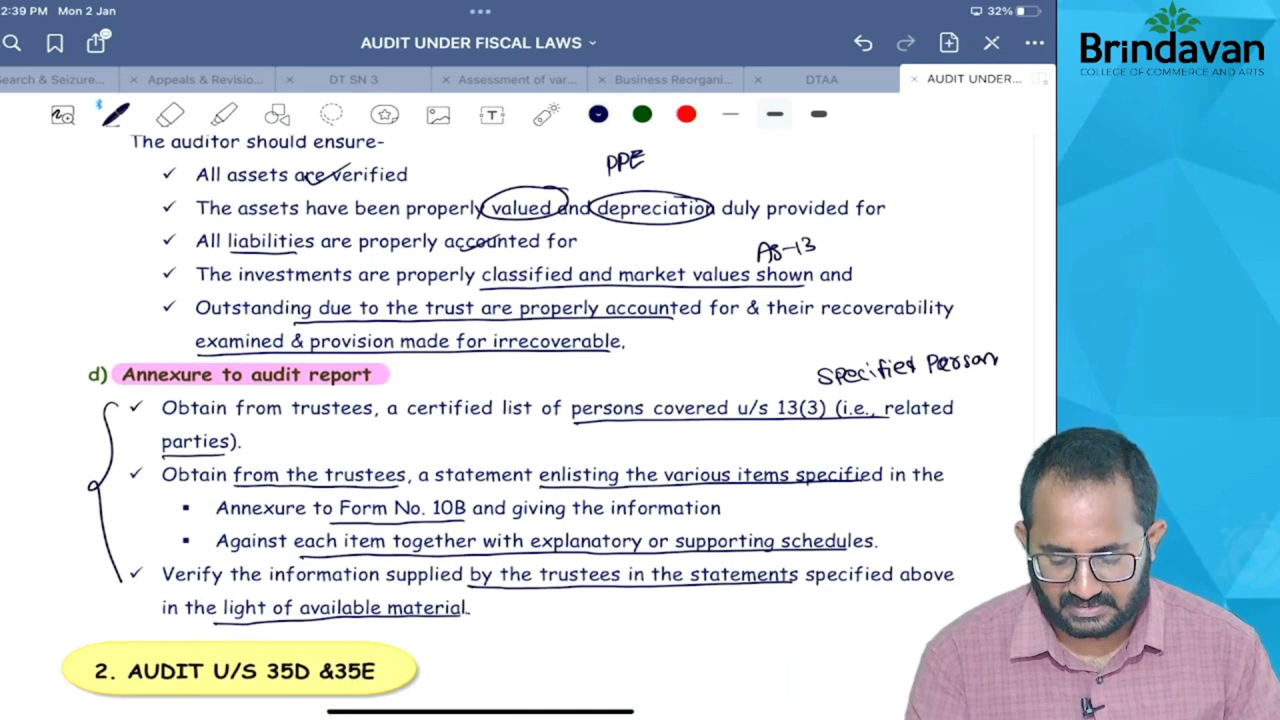 2:39 PM Mon 2 Jan
32%
Brindavan
COLLEGE OF COMMERCE AND ARTS
AUDIT UNDER FISCAL LAWS
earch & Seizure...
Appeals & Revisio...
DT SN 3
Assessment of var...
Business Reorgani...
DTAA
AUDIT UNDER...
The auditor should ensure-
PPE
✓ All assets are verified
✓ The assets have been properly valued and depreciation duly provided for
✓ All liabilities are properly accounted for
AS-13
✓ The investments are properly classified and market values shown and
✓ Outstanding due to the trust are properly accounted for & their recoverability
examined & provision made for irrecoverable.
d) Annexure to audit report
Specified Person
✓ Obtain from trustees, a certified list of persons covered u/s 13(3) (i.e., related
parties).
✓ Obtain from the trustees, a statement enlisting the various items specified in the
▪ Annexure to Form No. 10B and giving the information
▪ Against each item together with explanatory or supporting schedules.
✓ Verify the information supplied by the trustees in the statements specified above
in the light of available material.
2. AUDIT U/S 35D &35E